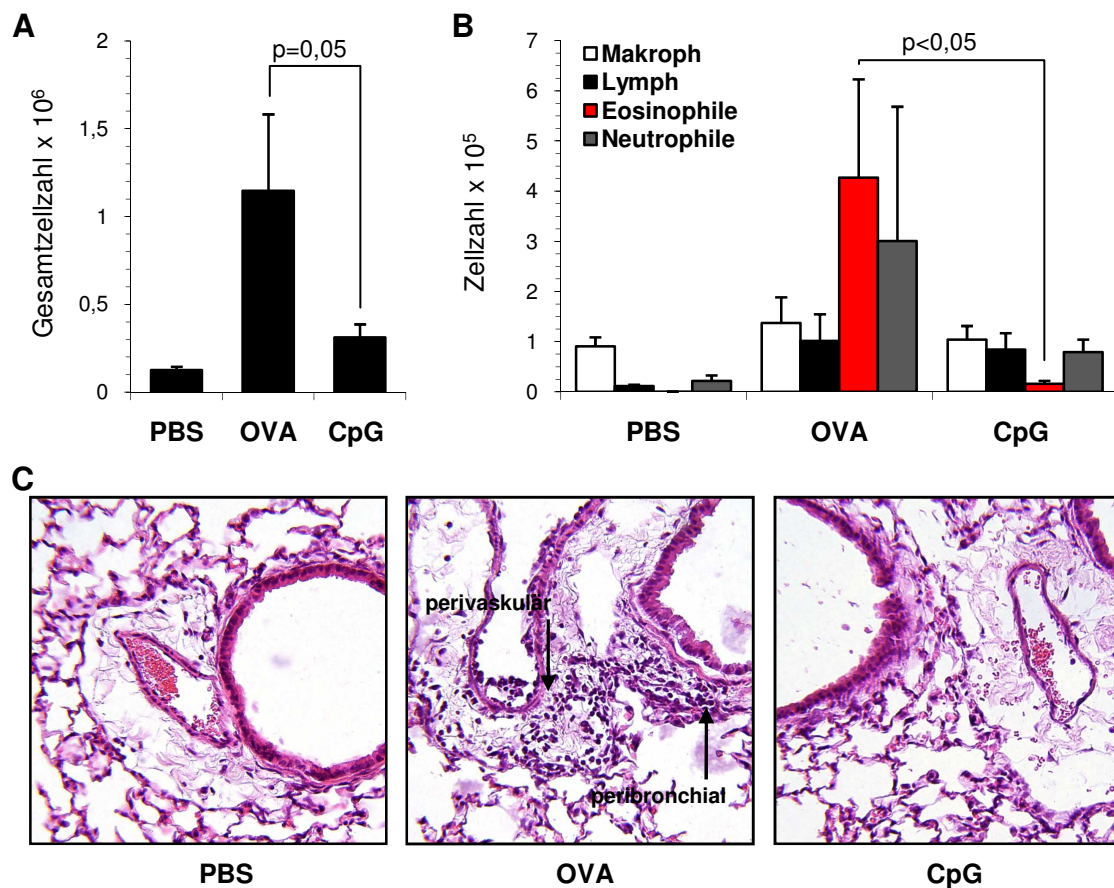 A
Gesamtzellzahl x 10⁶
2
1,5
1
0,5
0
p=0,05
PBS OVA CpG
B
Zellzahl x 10⁵
7
6
5
4
3
2
1
0
Makroph
Lymph
Eosinophile
Neutrophile
p<0,05
PBS OVA CpG
C
perivaskulär
peribronchial
PBS OVA CpG